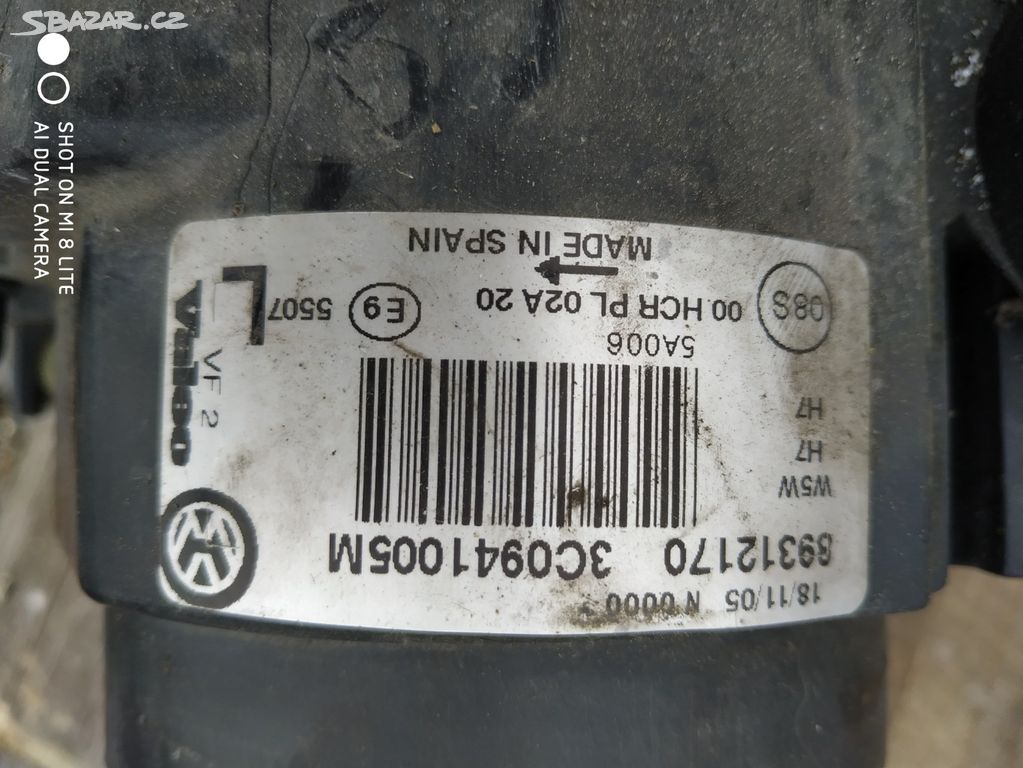 SBAZAR.CZ
SHOT ON MI 8 LITE
AI DUAL CAMERA
18/11/05 N 0000
89312170 3C0941005M
W5W
H7
H7
5A006
08S
00 HCR PL 02A 20
E9
5507
L
MADE IN SPAIN
Valeo
VF 2